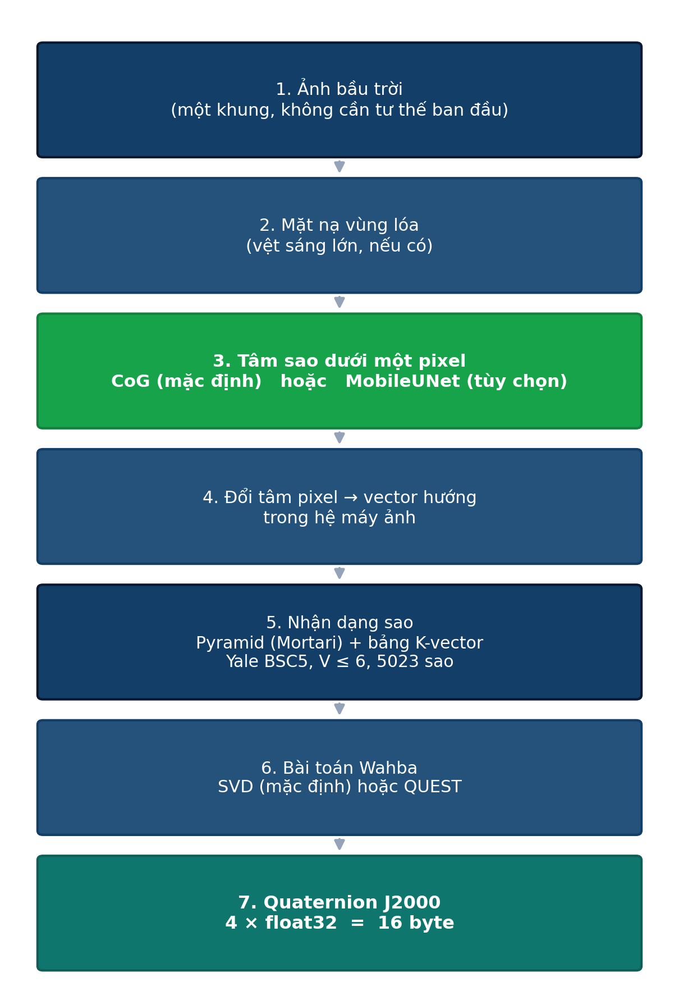 1. Ảnh bầu trời
(một khung, không cần tư thế ban đầu)
2. Mặt nạ vùng lóa
(vệt sáng lớn, nếu có)
3. Tâm sao dưới một pixel
CoG (mặc định)   hoặc   MobileUNet (tùy chọn)
4. Đổi tâm pixel → vector hướng
trong hệ máy ảnh
5. Nhận dạng sao
Pyramid (Mortari) + bảng K-vector
Yale BSC5, V ≤ 6, 5023 sao
6. Bài toán Wahba
SVD (mặc định) hoặc QUEST
7. Quaternion J2000
4 × float32  =  16 byte